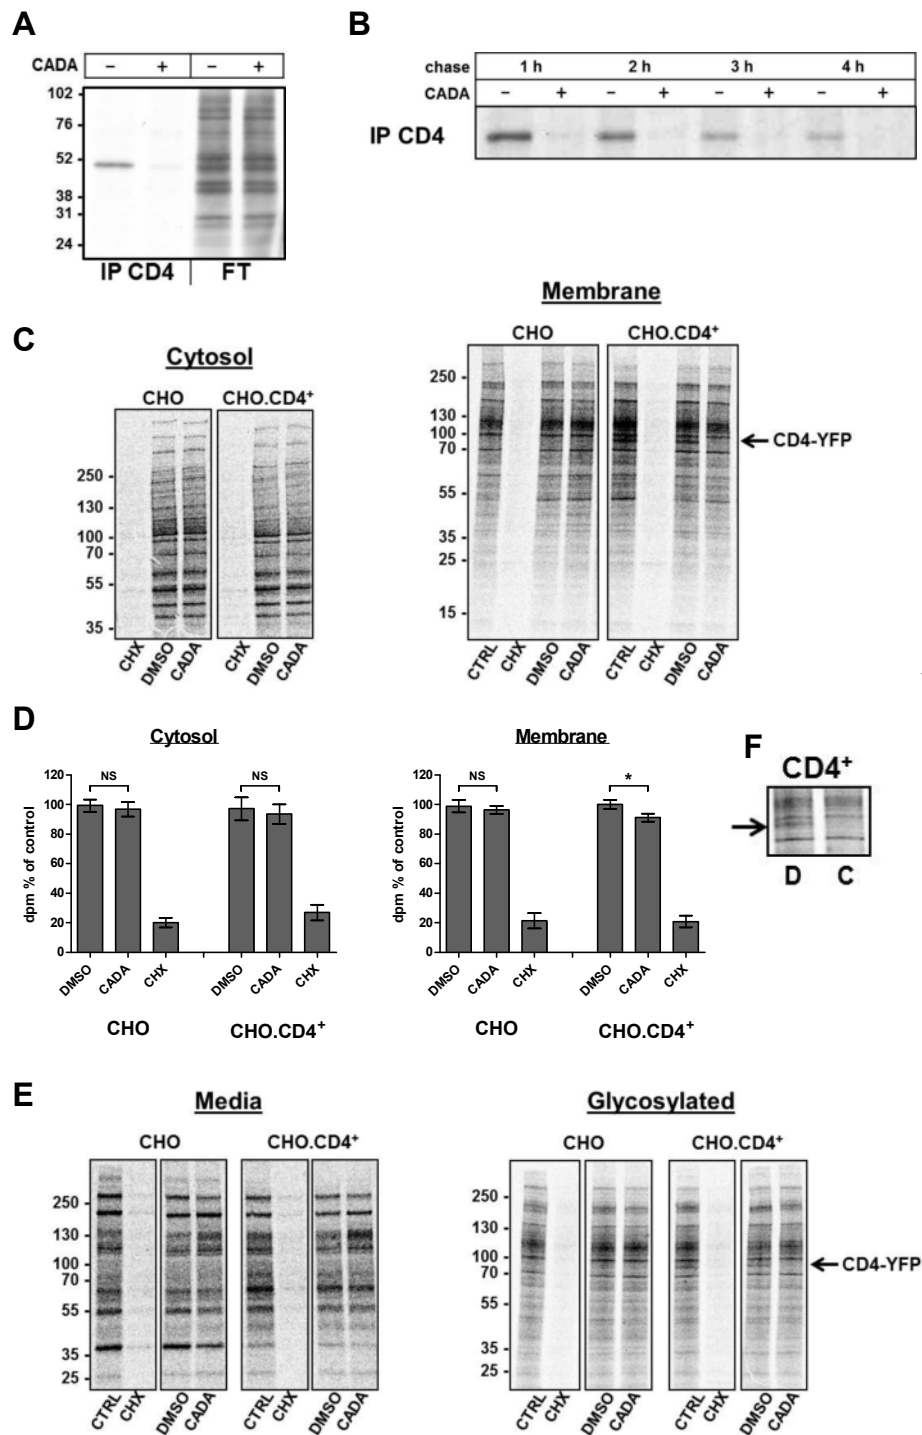 A
CADA − + − +
102
76
52
38
31
24
IP CD4 FT
B
chase 1 h 2 h 3 h 4 h
CADA − + − + − + − +
IP CD4
C
Cytosol
CHO CHO.CD4+
250
130
100
70
55
35
CHX DMSO CADA CHX DMSO CADA
Membrane
CHO CHO.CD4+
250
130
100
70
55
35
25
15
CD4-YFP
CTRL CHX DMSO CADA CTRL CHX DMSO CADA
D
Cytosol
dpm % of control
120
100
80
60
40
20
0
NS NS
DMSO CADA CHX DMSO CADA CHX
CHO CHO.CD4+
Membrane
dpm % of control
120
100
80
60
40
20
0
NS *
DMSO CADA CHX DMSO CADA CHX
CHO CHO.CD4+
F
CD4+
D C
E
Media
CHO CHO.CD4+
250
130
100
70
55
35
25
CTRL CHX DMSO CADA CTRL CHX DMSO CADA
Glycosylated
CHO CHO.CD4+
250
130
100
70
55
35
25
CD4-YFP
CTRL CHX DMSO CADA CTRL CHX DMSO CADA